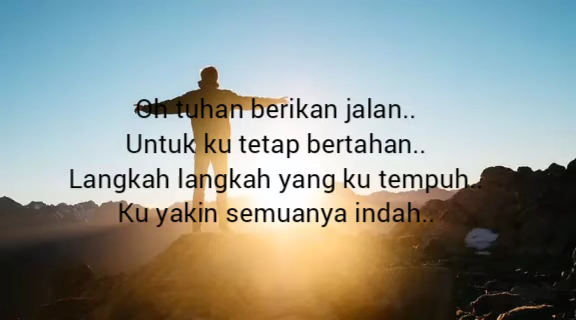 Oh tuhan berikan jalan..
Untuk ku tetap bertahan..
Langkah langkah yang ku tempuh..
Ku yakin semuanya indah..